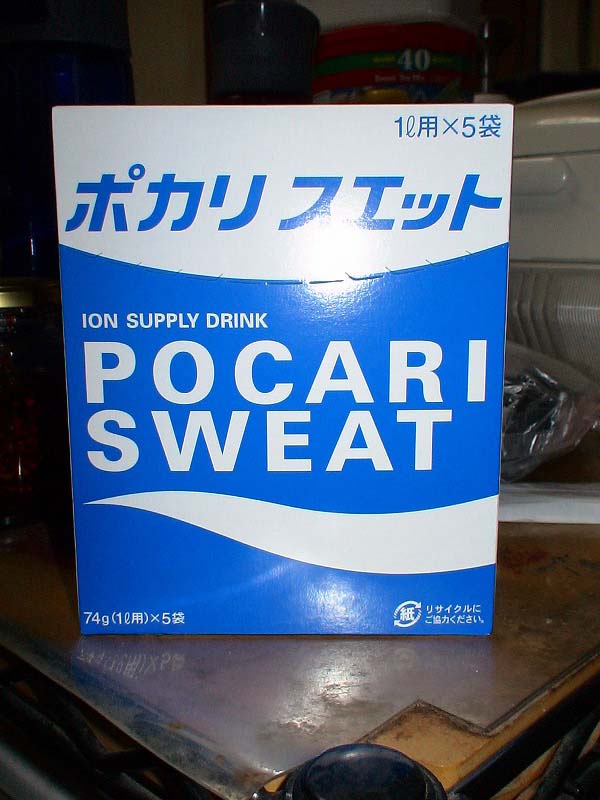 40
1ℓ用×5袋
ポカリスエット
ION SUPPLY DRINK
POCARI
SWEAT
74g(1ℓ用)×5袋
紙
リサイクルに
ご協力ください。